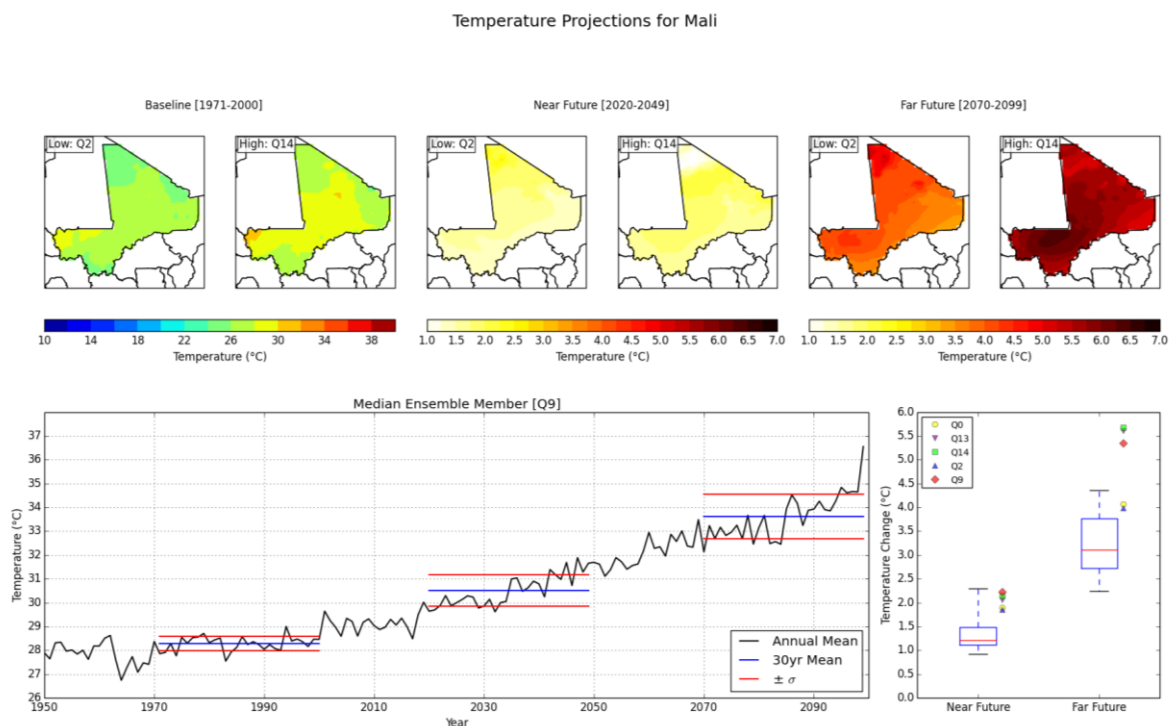 Temperature Projections for Mali
Baseline [1971-2000]
Near Future [2020-2049]
Far Future [2070-2099]
Low: Q2
High: Q14
Low: Q2
High: Q14
Low: Q2
High: Q14
10 14 18 22 26 30 34 38
Temperature (°C)
1.0 1.5 2.0 2.5 3.0 3.5 4.0 4.5 5.0 5.5 6.0 6.5 7.0
Temperature (°C)
1.0 1.5 2.0 2.5 3.0 3.5 4.0 4.5 5.0 5.5 6.0 6.5 7.0
Temperature (°C)
Median Ensemble Member [Q9]
Temperature (°C)
37
36
35
34
33
32
31
30
29
28
27
26
1950 1970 1990 2010 2030 2050 2070 2090
Year
Annual Mean
30yr Mean
± σ
Temperature Change (°C)
6.0
5.5
5.0
4.5
4.0
3.5
3.0
2.5
2.0
1.5
1.0
0.5
0.0
Q0
Q13
Q14
Q2
Q9
Near Future
Far Future